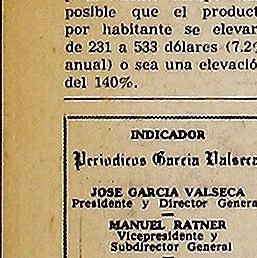 posible que el product
por habitante se elevar
de 231 a 533 dólares (7.2%
anual) o sea una elevació
del 140%.
INDICADOR
Periodicos Garcia Valseca
JOSE GARCIA VALSECA
Presidente y Director Genera
MANUEL RATNER
Vicepresidente y
Subdirector General